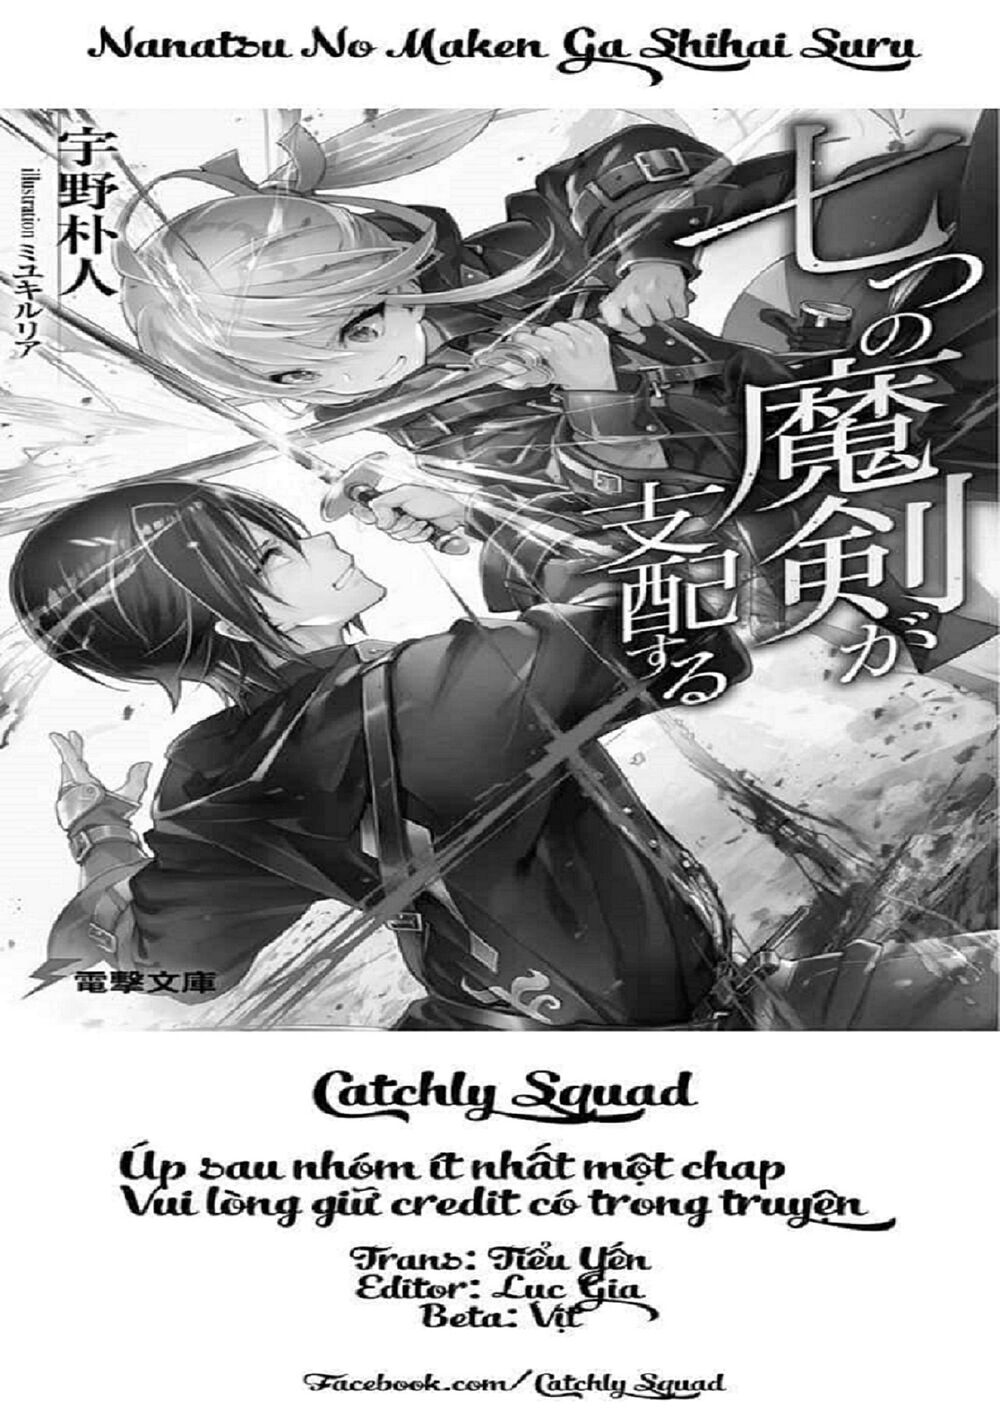 Nanatsu No Maken Ga Shihai Suru
七つの魔剣が
支配する
宇野朴人
illustration ミユキルリア
電撃文庫
Catchly Squad
Úp sau nhóm ít nhất một chap
Vui lòng giữ credit có trong truyện
Trans: Tiểu Yến
Editor: Luc Gia
Beta: Vịt
Facebook.com/Catchly Squad